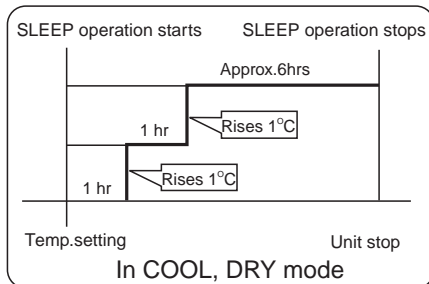 SLEEP operation starts SLEEP operation stops
Approx.6hrs
1 hr
Rises 1°C
Rises 1°C
1 hr
Temp.setting
Unit stop
In COOL, DRY mode